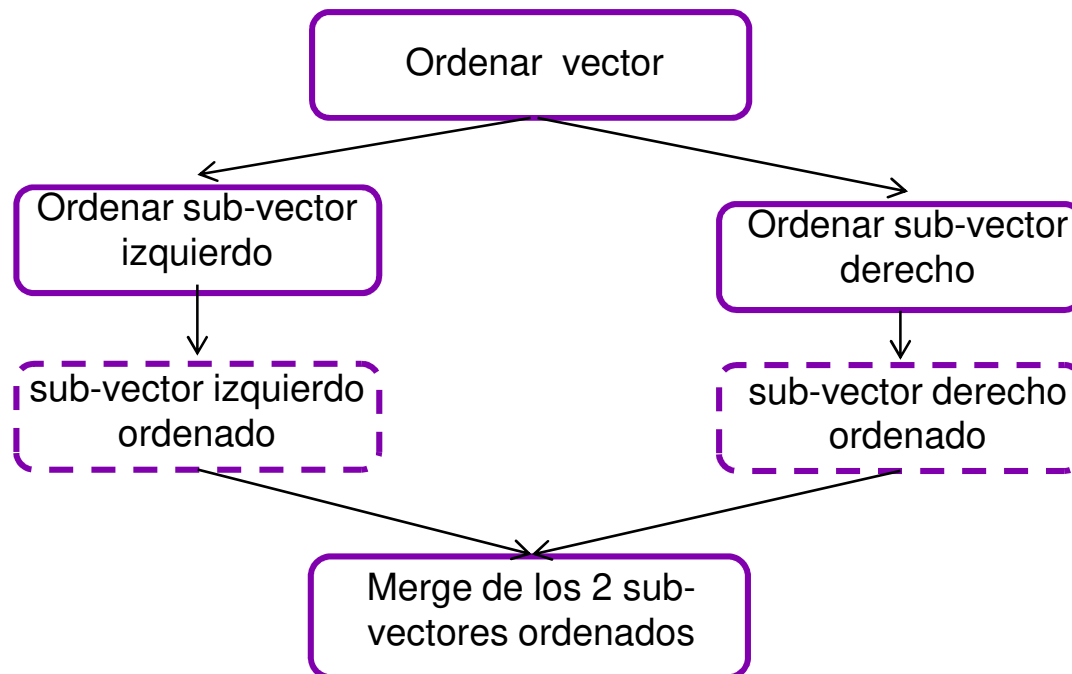 Ordenar vector
Ordenar sub-vector
izquierdo
Ordenar sub-vector
derecho
sub-vector izquierdo
ordenado
sub-vector derecho
ordenado
Merge de los 2 sub-
vectores ordenados